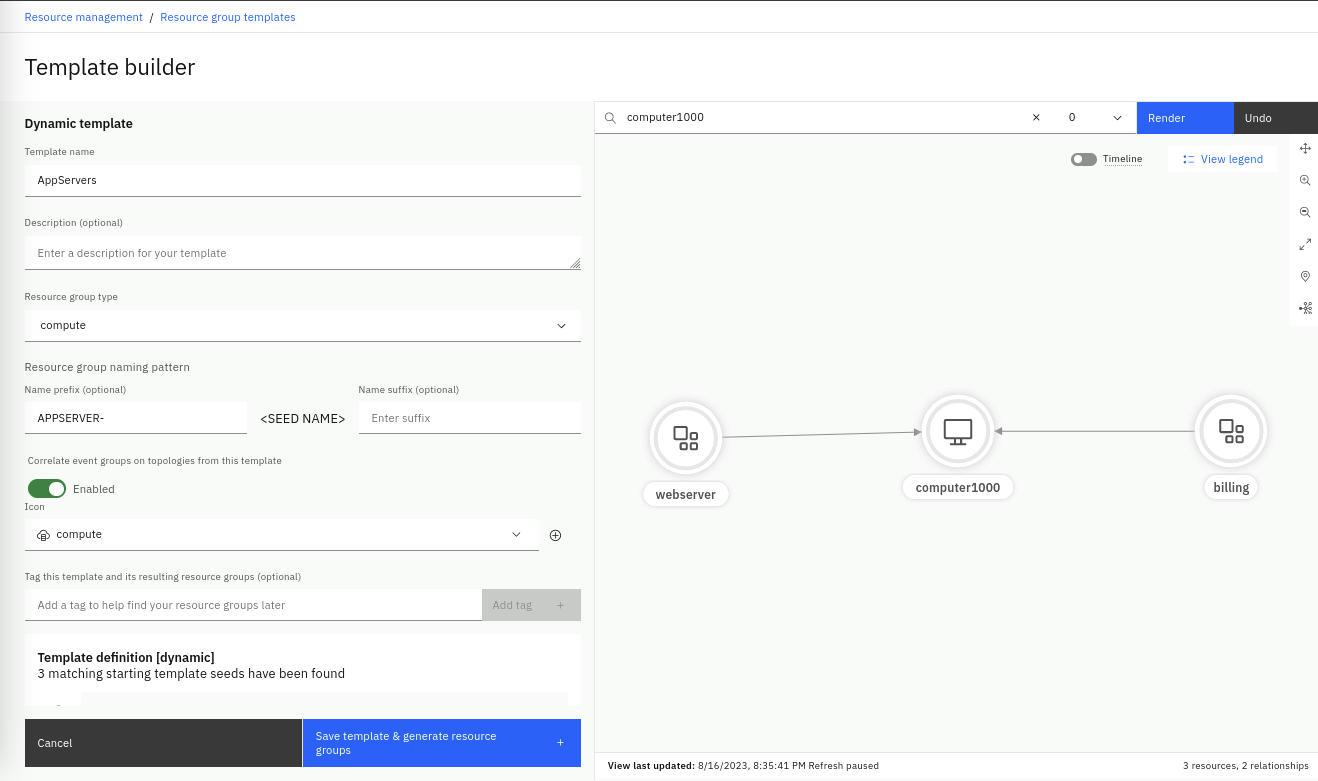 Resource management / Resource group templates
Template builder
Dynamic template
Template name
AppServers
Description (optional)
Enter a description for your template
Resource group type
compute
Resource group naming pattern
Name prefix (optional)
Name suffix (optional)
APPSERVER-
<SEED NAME>
Enter suffix
Correlate event groups on topologies from this template
Enabled
Icon
compute
Tag this template and its resulting resource groups (optional)
Add a tag to help find your resource groups later
Add tag +
Template definition [dynamic]
3 matching starting template seeds have been found
Cancel
Save template & generate resource
groups
+
computer1000
0
Render
Undo
Timeline
View legend
webserver
computer1000
billing
View last updated: 8/16/2023, 8:35:41 PM Refresh paused
3 resources, 2 relationships